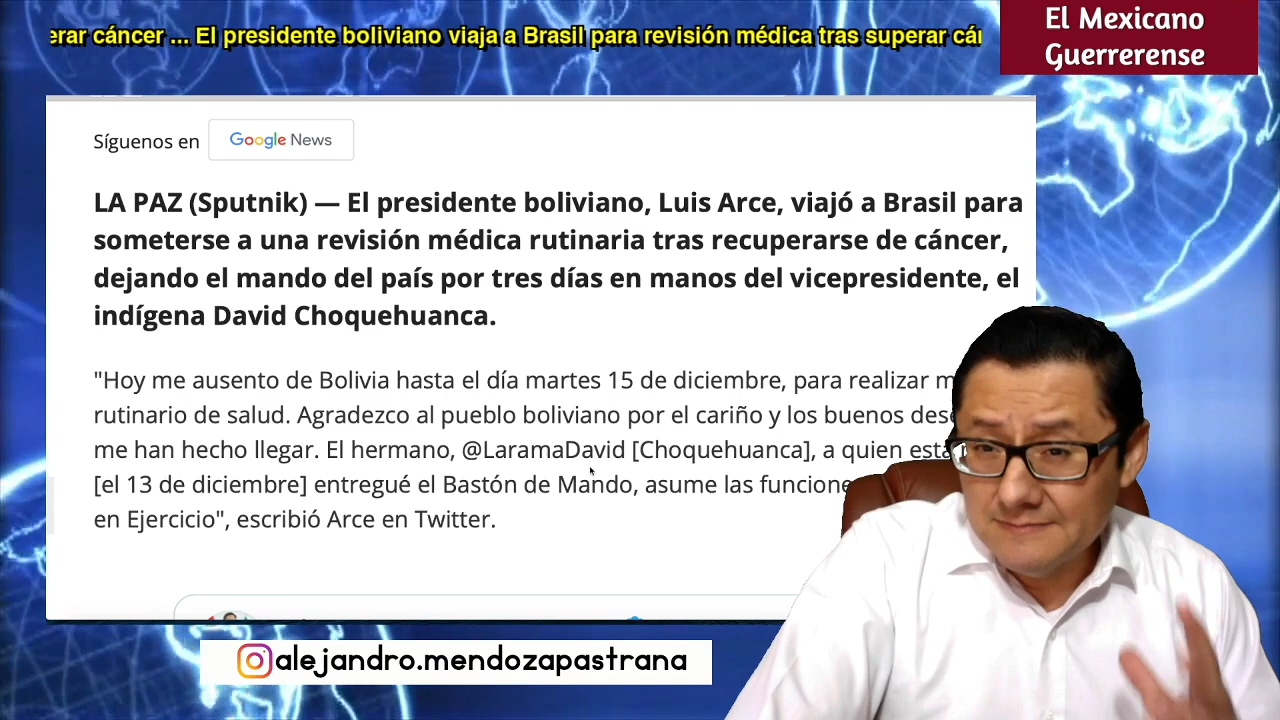 cáncer ... El presidente boliviano viaja a Brasil para revisión médica tras superar
El Mexicano
Guerrerense
Síguenos en Google News
LA PAZ (Sputnik) — El presidente boliviano, Luis Arce, viajó a Brasil para
someterse a una revisión médica rutinaria tras recuperarse de cáncer,
dejando el mando del país por tres días en manos del vicepresidente, el
indígena David Choquehuanca.
"Hoy me ausento de Bolivia hasta el día martes 15 de diciembre, para realizar
rutinario de salud. Agradezco al pueblo boliviano por el cariño y los buenos
me han hecho llegar. El hermano, @LaramaDavid [Choquehuanca], a quien
[el 13 de diciembre] entregué el Bastón de Mando, asume las
en Ejercicio", escribió Arce en Twitter.
alejandro.mendozapastrana